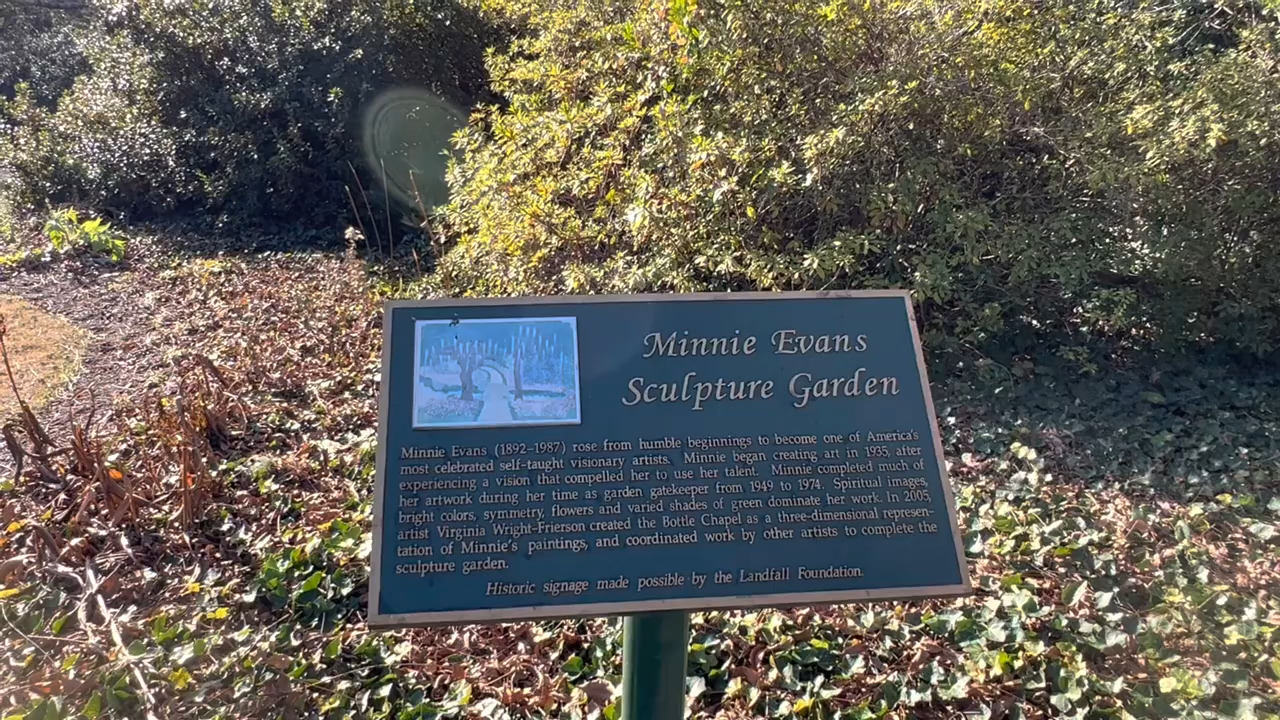 Minnie Evans
Sculpture Garden
Minnie Evans (1892–1987) rose from humble beginnings to become one of America's
most celebrated self-taught visionary artists. Minnie began creating art in 1935, after
experiencing a vision that compelled her to use her talent. Minnie completed much of
her artwork during her time as garden gatekeeper from 1949 to 1974. Spiritual images,
bright colors, symmetry, flowers and varied shades of green dominate her work. In 2005,
artist Virginia Wright-Frierson created the Bottle Chapel as a three-dimensional represen-
tation of Minnie's paintings, and coordinated work by other artists to complete the
sculpture garden.
Historic signage made possible by the Landfall Foundation.